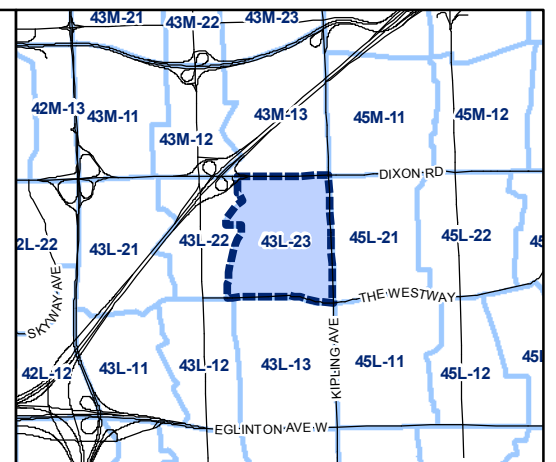 43M-21
43M-22
43M-23
42M-13
43M-11
43M-12
43M-13
45M-11
45M-12
DIXON RD
2L-22
43L-21
43L-22
43L-23
45L-21
45L-22
45
SKYWAY AVE
THE WESTWAY
KIPLING AVE
42L-12
43L-11
43L-12
43L-13
45L-11
45L-12
45L
EGLINTON AVE W